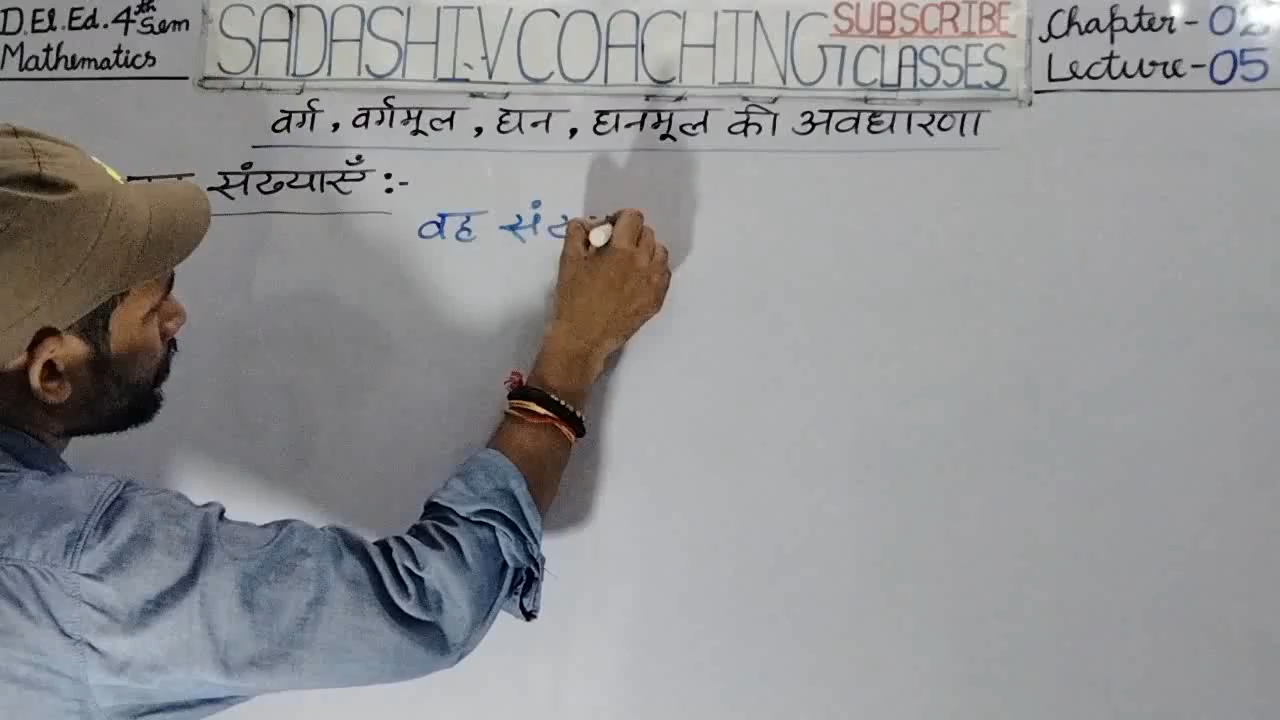 D.El.Ed. 4th Sem
Mathematics
SADASHIV COACHING CLASSES
SUBSCRIBE
Chapter - 02
Lecture - 05
वर्ग, वर्गमूल, घन, घनमूल की अवधारणा
संख्याएँ :-
वह